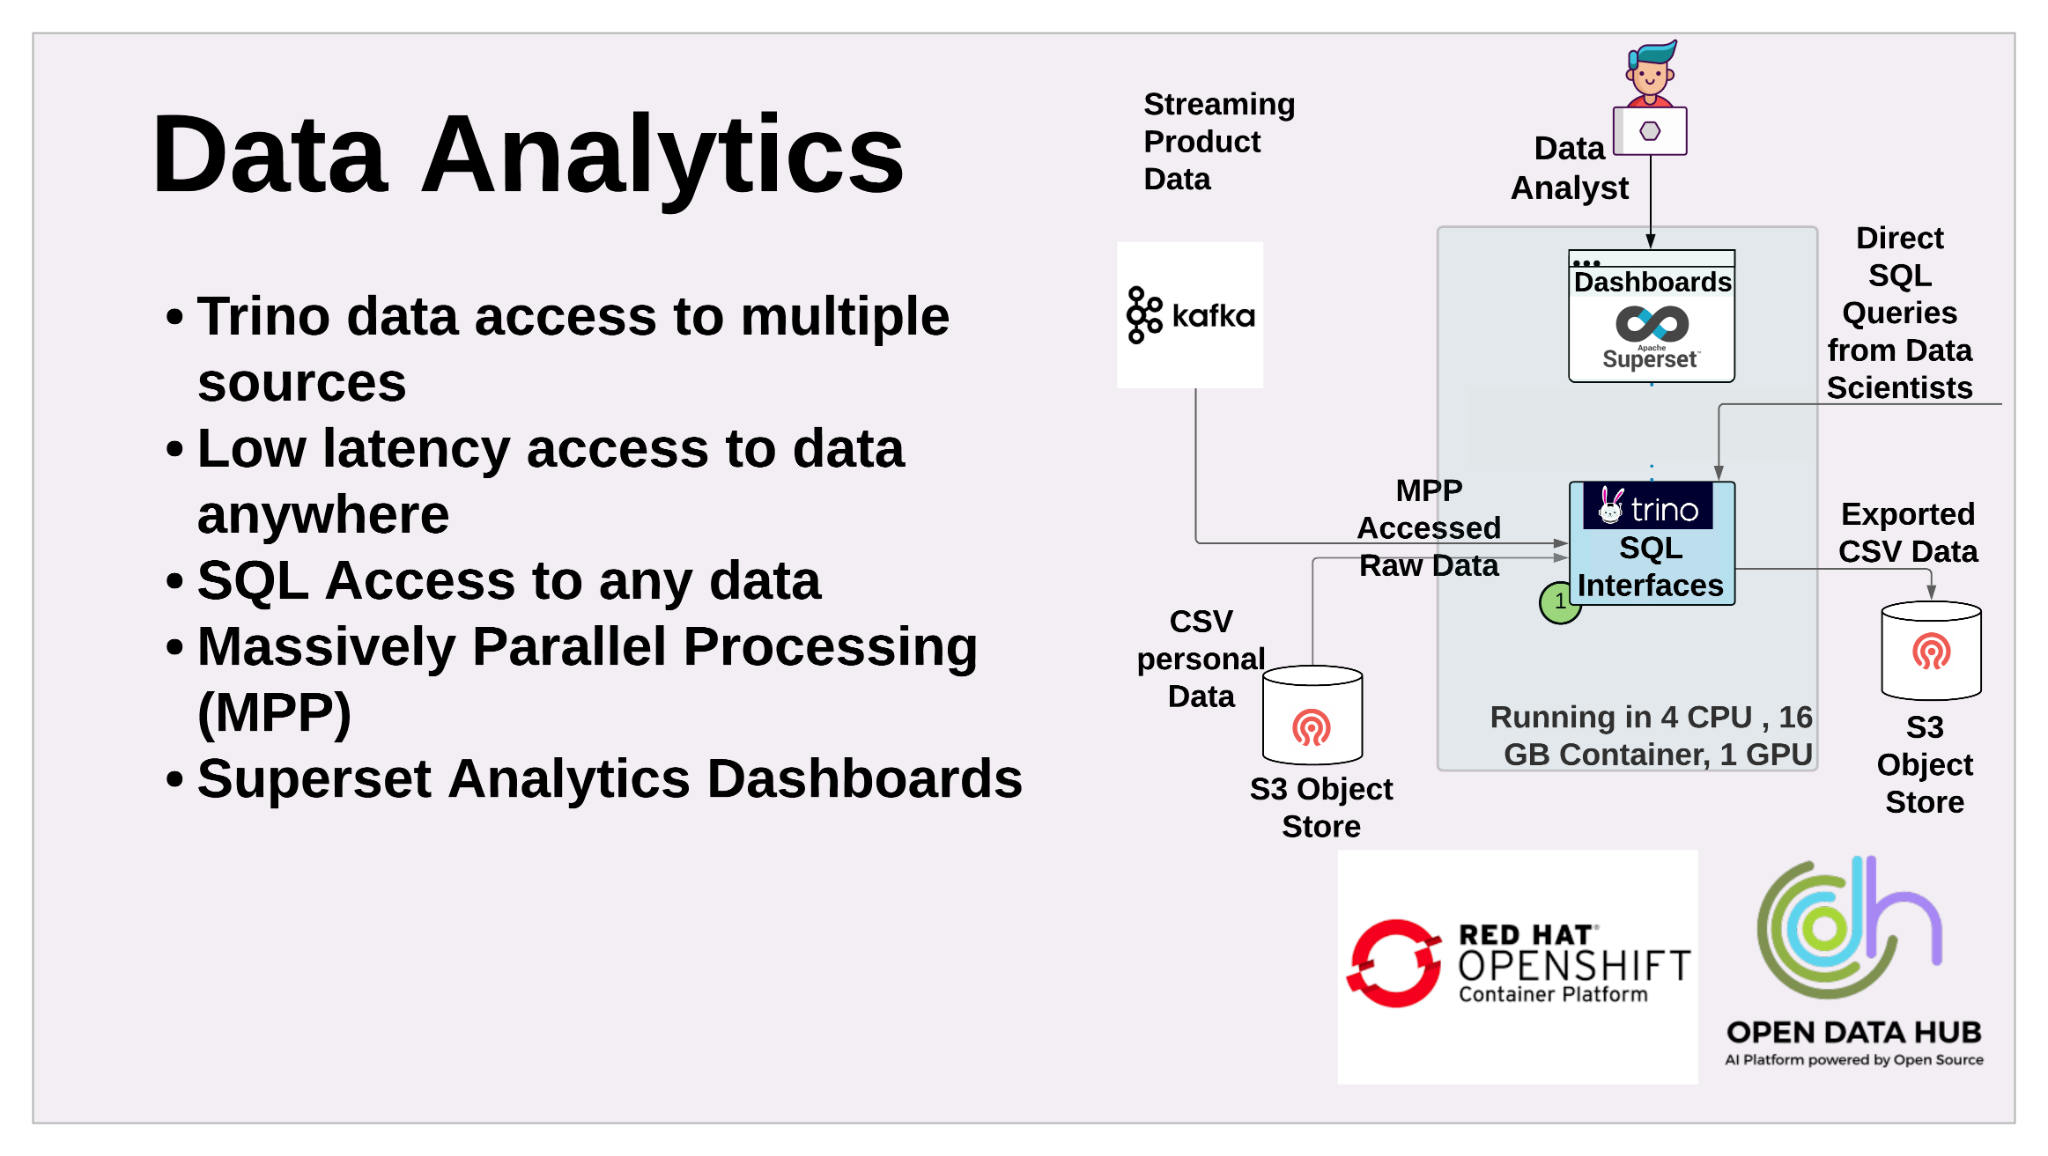 Data Analytics
• Trino data access to multiple
sources
• Low latency access to data
anywhere
• SQL Access to any data
• Massively Parallel Processing
(MPP)
• Superset Analytics Dashboards
Streaming
Product
Data
kafka
Data
Analyst
Dashboards
Apache
Superset™
Direct
SQL
Queries
from Data
Scientists
MPP
Accessed
Raw Data
trino
SQL
Interfaces
1
Exported
CSV Data
CSV
personal
Data
S3 Object
Store
Running in 4 CPU , 16
GB Container, 1 GPU
S3
Object
Store
RED HAT®
OPENSHIFT
Container Platform
dh
OPEN DATA HUB
AI Platform powered by Open Source